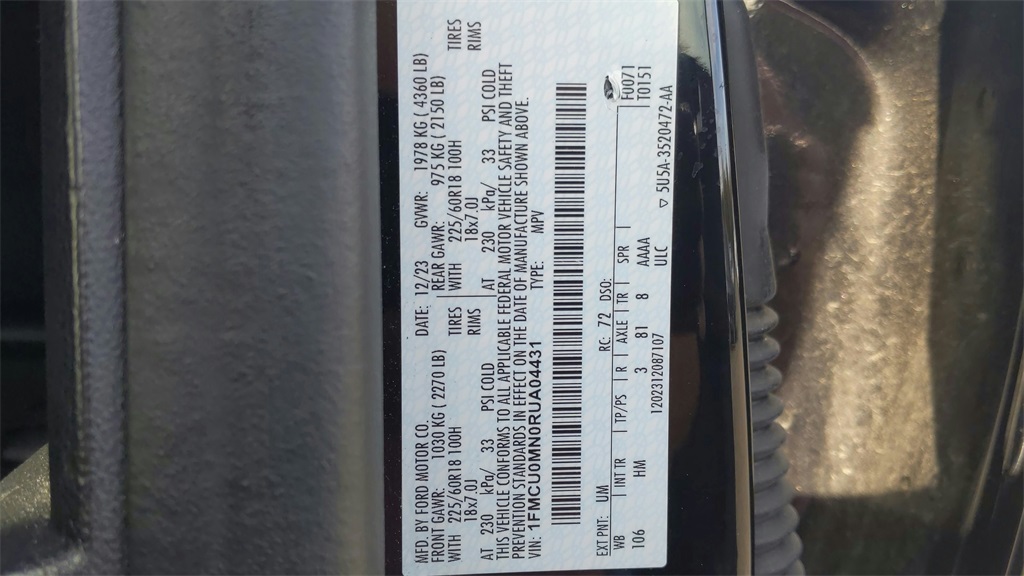 MFD. BY FORD MOTOR CO.
DATE: 12/23 GVWR: 1978 KG ( 4360 LB)
FRONT GAWR: 1030 KG ( 2270 LB) REAR GAWR: 975 KG ( 2150 LB)
WITH 225/60R18 100H TIRES WITH 225/60R18 100H TIRES
18x7.0J RIMS 18x7.0J RIMS
AT 230 kPa/ 33 PSI COLD AT 230 kPa/ 33 PSI COLD
THIS VEHICLE CONFORMS TO ALL APPLICABLE FEDERAL MOTOR VEHICLE SAFETY AND THEFT
PREVENTION STANDARDS IN EFFECT ON THE DATE OF MANUFACTURE SHOWN ABOVE.
VIN: 1FMCU0MN0RUA04431 TYPE: MPV
EXT PNT: UM RC: 72 DSO: FU071
WB INT TR TP/PS R AXLE TR SPR T0151
106 HM 3 81 8 AAAA
1202312087107 ULC
5U5A-3520472-AA